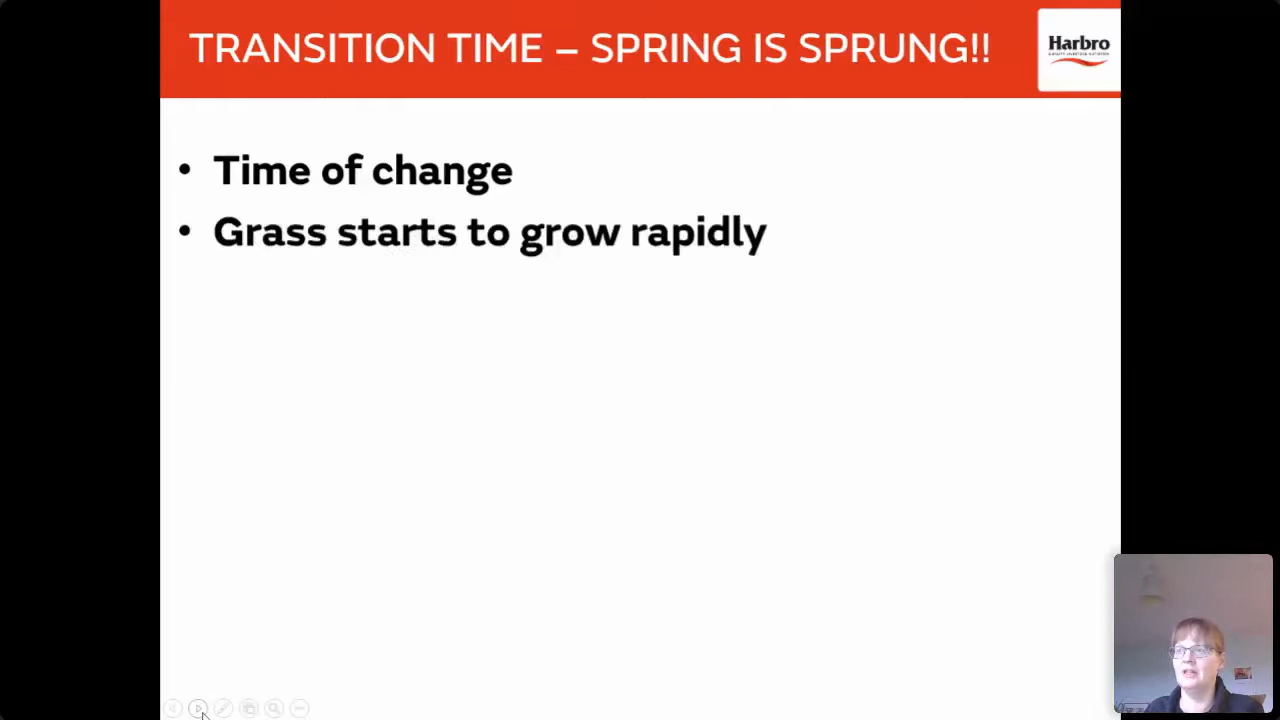 TRANSITION TIME – SPRING IS SPRUNG!!
Harbro
• Time of change
• Grass starts to grow rapidly